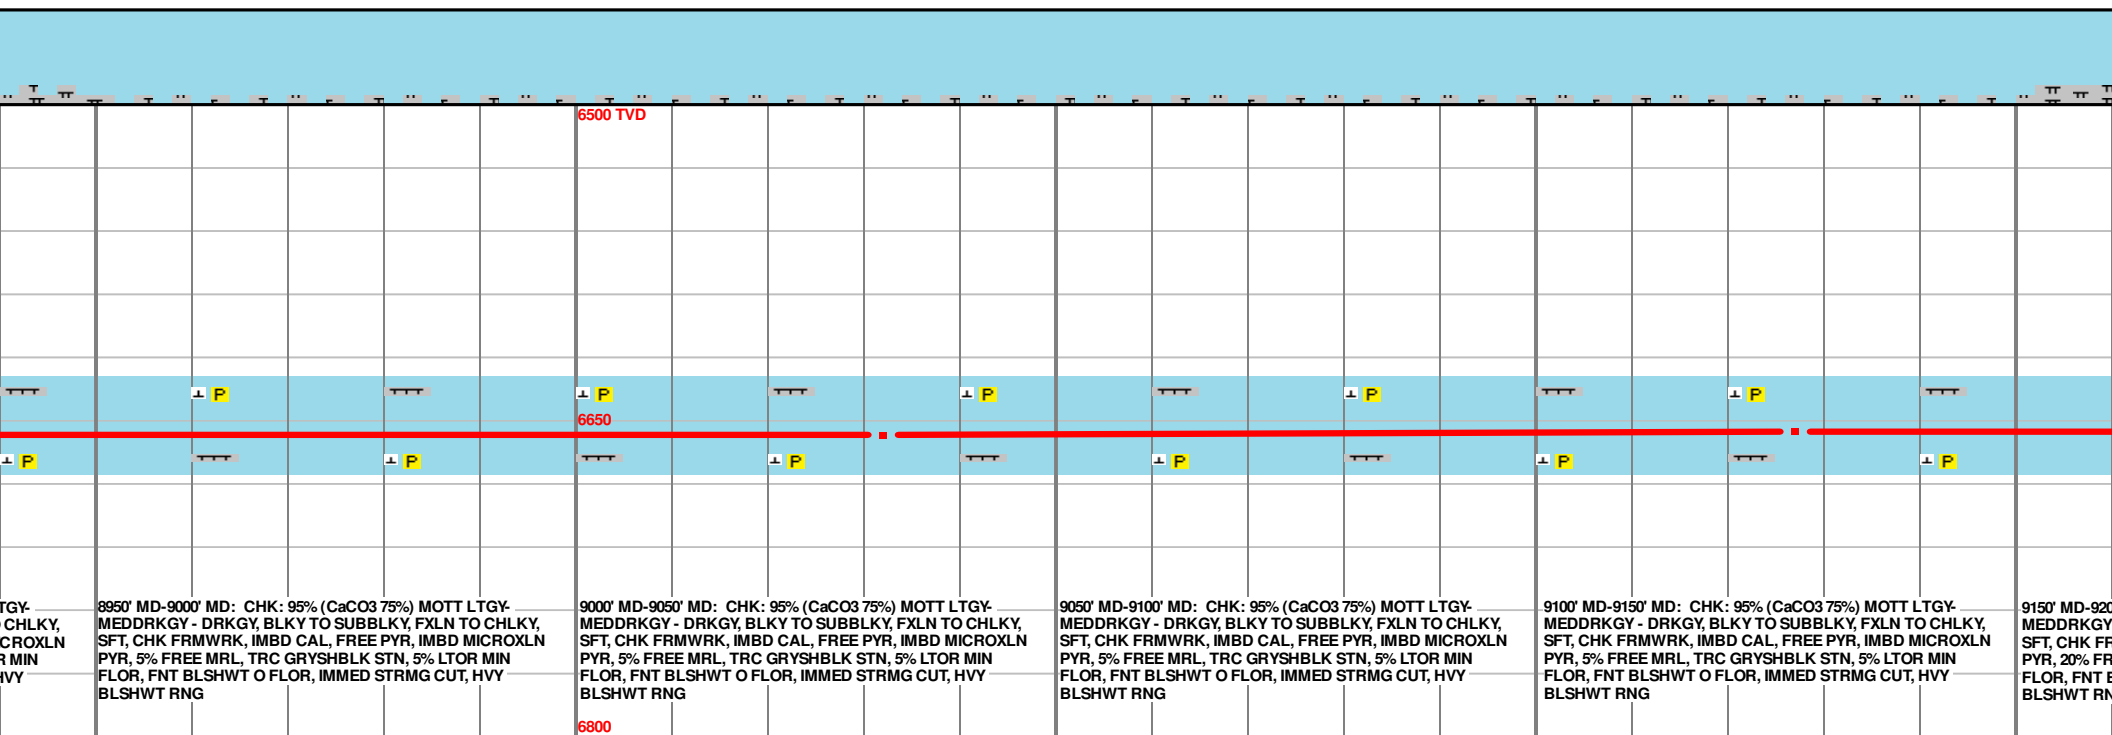 6500 TVD
P P P P P
6650
P P P P P P
TGY-
CHLKY,
CROXLN
R MIN
HVY
8950' MD-9000' MD: CHK: 95% (CaCO3 75%) MOTT LTGY-
MEDDRKGY - DRKGY, BLKY TO SUBBLKY, FXLN TO CHLKY,
SFT, CHK FRMWRK, IMBD CAL, FREE PYR, IMBD MICROXLN
PYR, 5% FREE MRL, TRC GRYSHBLK STN, 5% LTOR MIN
FLOR, FNT BLSHWT O FLOR, IMMED STRMG CUT, HVY
BLSHWT RNG
9000' MD-9050' MD: CHK: 95% (CaCO3 75%) MOTT LTGY-
MEDDRKGY - DRKGY, BLKY TO SUBBLKY, FXLN TO CHLKY,
SFT, CHK FRMWRK, IMBD CAL, FREE PYR, IMBD MICROXLN
PYR, 5% FREE MRL, TRC GRYSHBLK STN, 5% LTOR MIN
FLOR, FNT BLSHWT O FLOR, IMMED STRMG CUT, HVY
BLSHWT RNG
9050' MD-9100' MD: CHK: 95% (CaCO3 75%) MOTT LTGY-
MEDDRKGY - DRKGY, BLKY TO SUBBLKY, FXLN TO CHLKY,
SFT, CHK FRMWRK, IMBD CAL, FREE PYR, IMBD MICROXLN
PYR, 5% FREE MRL, TRC GRYSHBLK STN, 5% LTOR MIN
FLOR, FNT BLSHWT O FLOR, IMMED STRMG CUT, HVY
BLSHWT RNG
9100' MD-9150' MD: CHK: 95% (CaCO3 75%) MOTT LTGY-
MEDDRKGY - DRKGY, BLKY TO SUBBLKY, FXLN TO CHLKY,
SFT, CHK FRMWRK, IMBD CAL, FREE PYR, IMBD MICROXLN
PYR, 5% FREE MRL, TRC GRYSHBLK STN, 5% LTOR MIN
FLOR, FNT BLSHWT O FLOR, IMMED STRMG CUT, HVY
BLSHWT RNG
9150' MD-920
MEDDRKGY
SFT, CHK FR
PYR, 20% FR
FLOR, FNT B
BLSHWT RN
6800